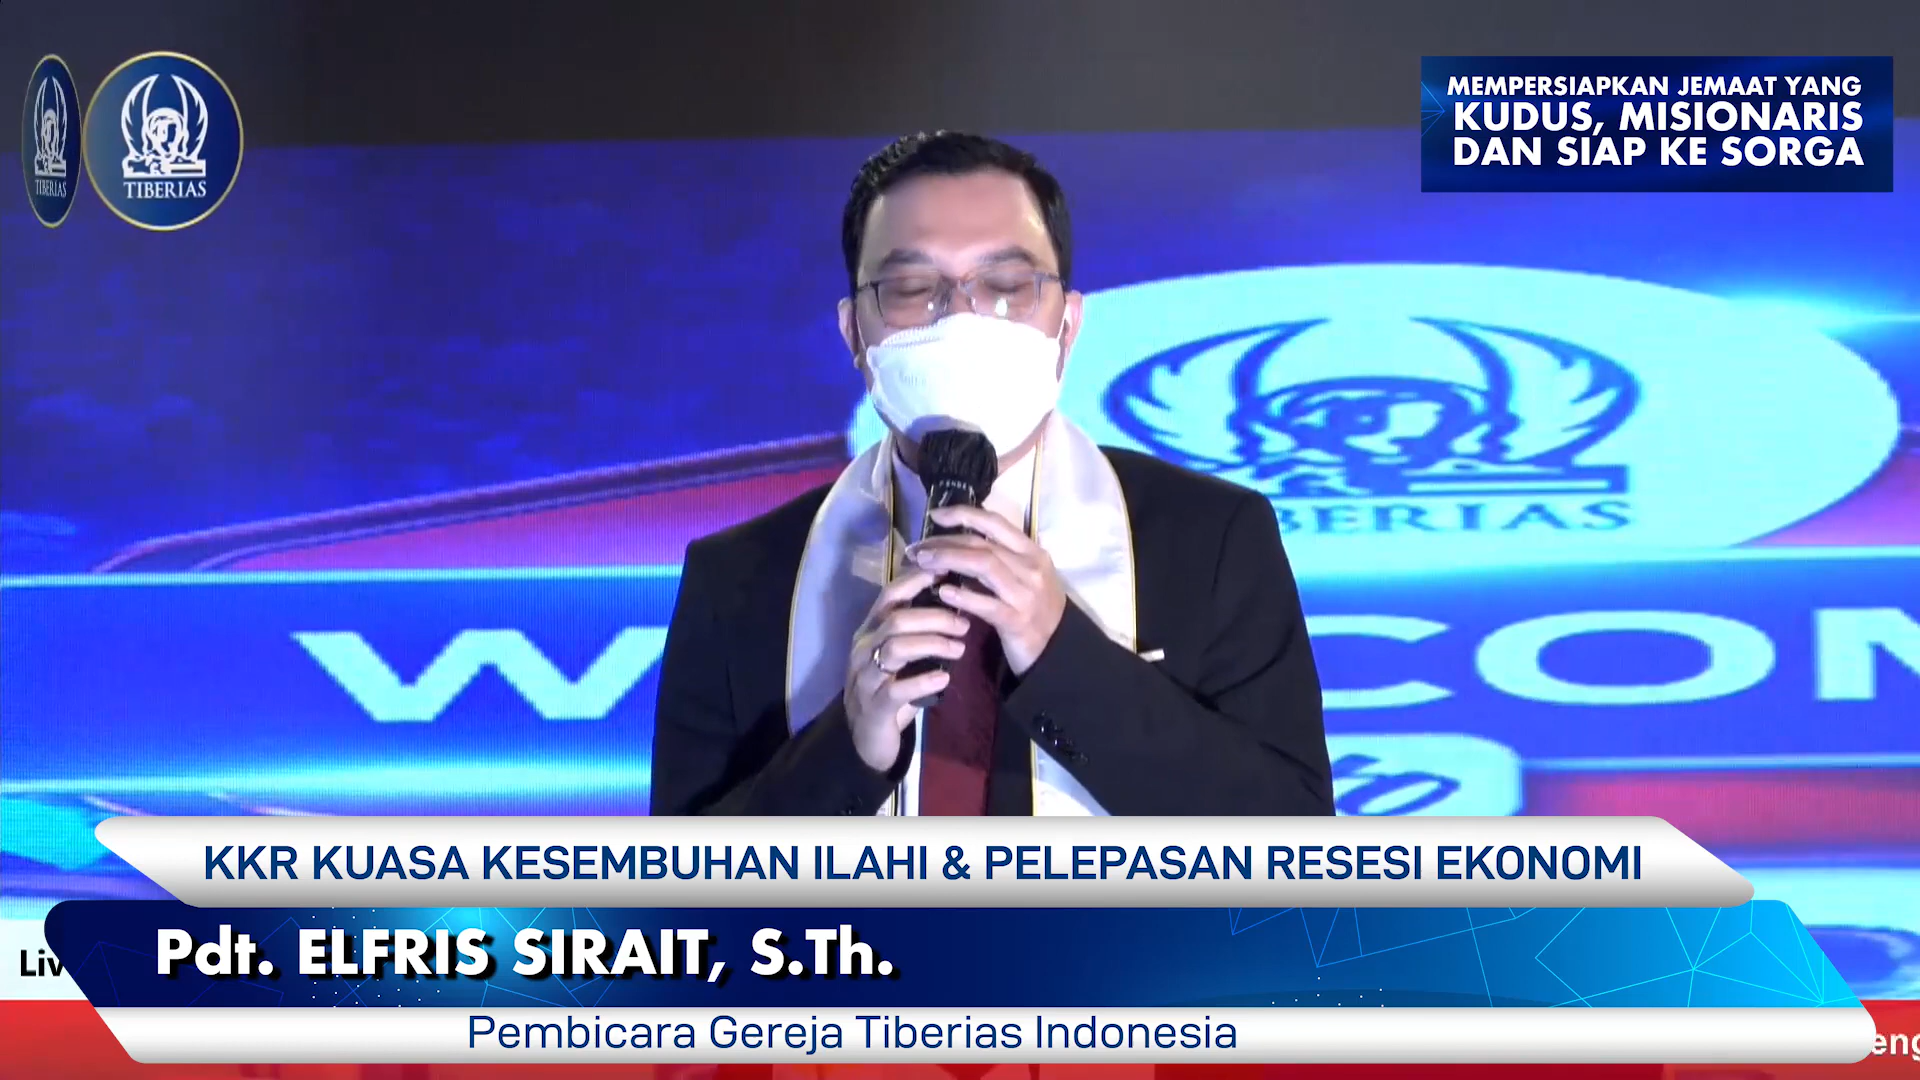 TIBERIAS
TIBERIAS
MEMPERSIAPKAN JEMAAT YANG
KUDUS, MISIONARIS
DAN SIAP KE SORGA
BERIAS
KKR KUASA KESEMBUHAN ILAHI & PELEPASAN RESESI EKONOMI
Pdt. ELFRIS SIRAIT, S.Th.
Pembicara Gereja Tiberias Indonesia